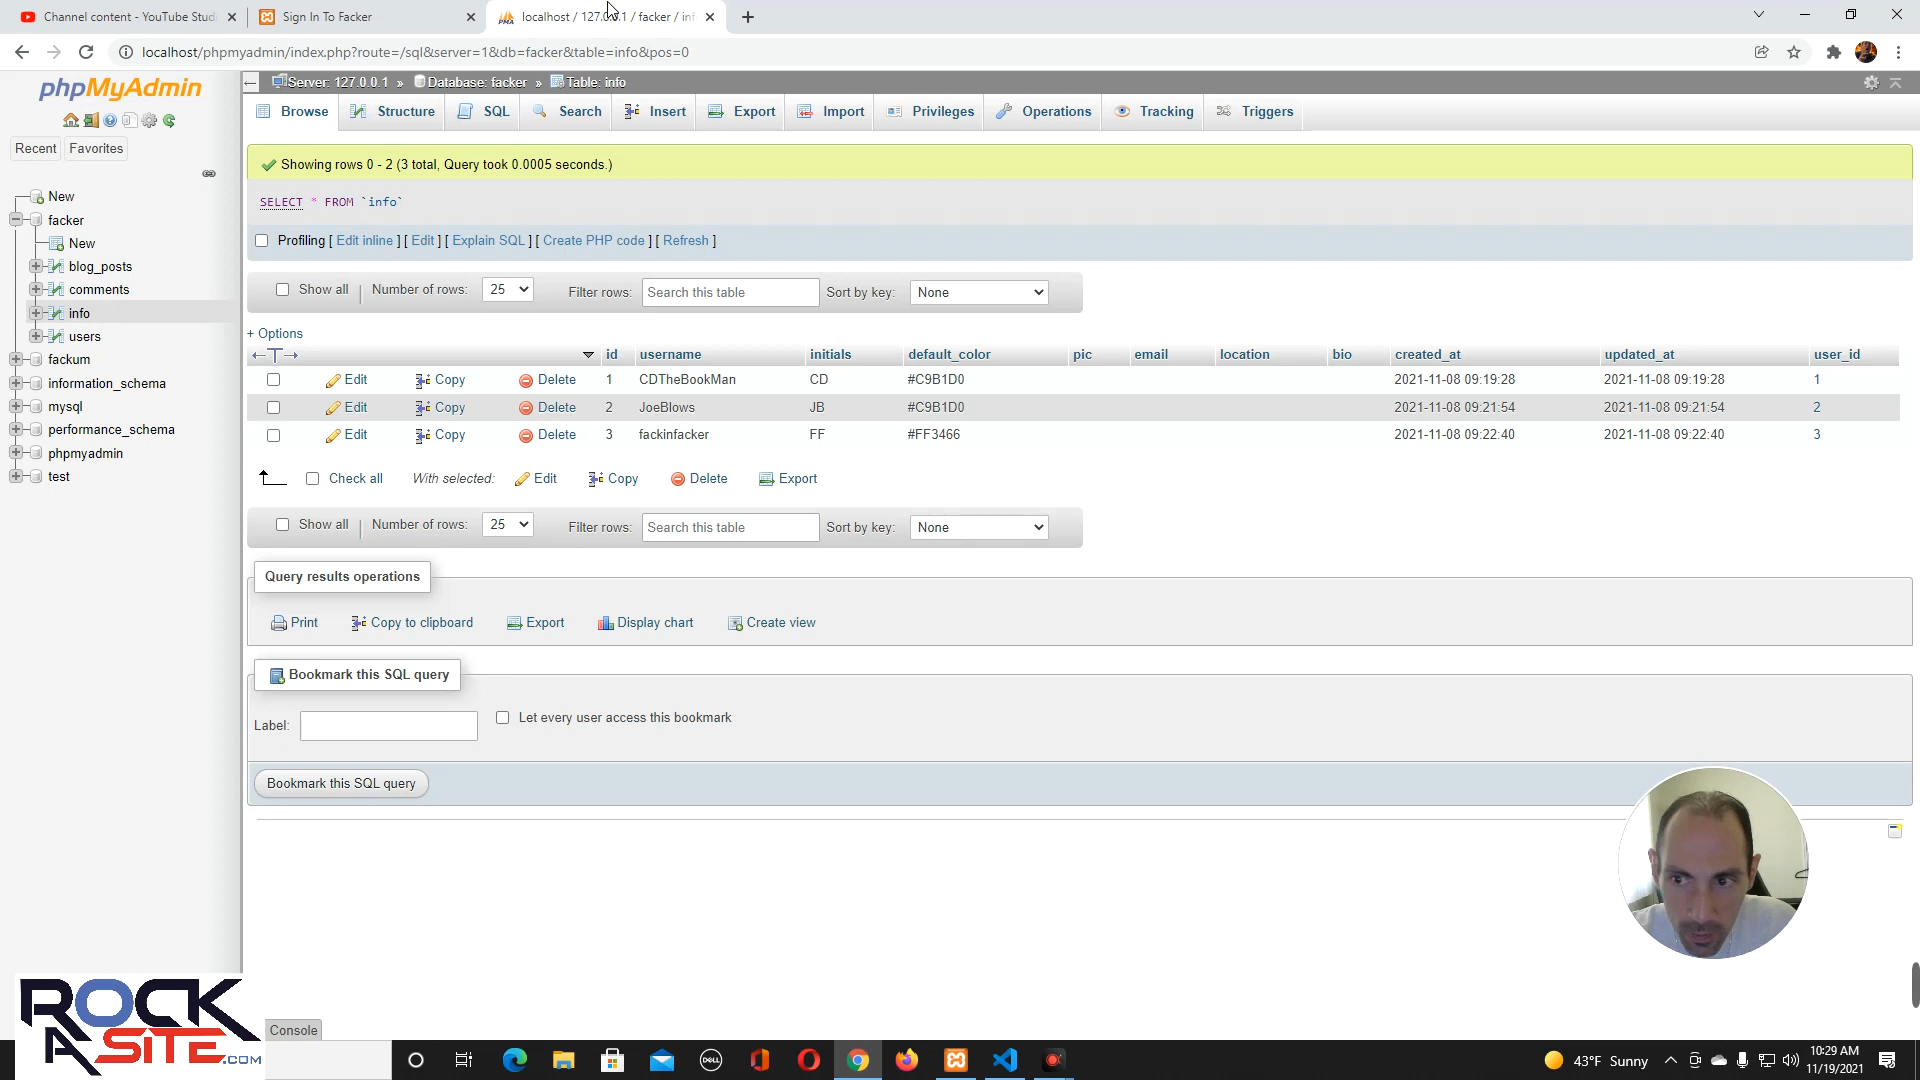 Channel content - YouTube Stud
Sign In To Facker
localhost / 127.0.0.1 / facker / inf
localhost/phpmyadmin/index.php?route=/sql&server=1&db=facker&table=info&pos=0
phpMyAdmin
Server: 127.0.0.1 » Database: facker » Table: info
Browse Structure SQL Search Insert Export Import Privileges Operations Tracking Triggers
Recent Favorites
New
facker
New
blog_posts
comments
info
users
fackum
information_schema
mysql
performance_schema
phpmyadmin
test
Showing rows 0 - 2 (3 total, Query took 0.0005 seconds.)
SELECT * FROM `info`
Profiling [ Edit inline ] [ Edit ] [ Explain SQL ] [ Create PHP code ] [ Refresh ]
Show all | Number of rows: 25 Filter rows: Search this table Sort by key: None
+ Options
←T→ id username initials default_color pic email location bio created_at updated_at user_id
Edit Copy Delete 1 CDTheBookMan CD #C9B1D0 2021-11-08 09:19:28 2021-11-08 09:19:28 1
Edit Copy Delete 2 JoeBlows JB #C9B1D0 2021-11-08 09:21:54 2021-11-08 09:21:54 2
Edit Copy Delete 3 fackinfacker FF #FF3466 2021-11-08 09:22:40 2021-11-08 09:22:40 3
Check all With selected: Edit Copy Delete Export
Show all | Number of rows: 25 Filter rows: Search this table Sort by key: None
Query results operations
Print Copy to clipboard Export Display chart Create view
Bookmark this SQL query
Label: Let every user access this bookmark
Bookmark this SQL query
Console
ROCK
A SITE.COM
DELL
43°F Sunny
10:29 AM
11/19/2021